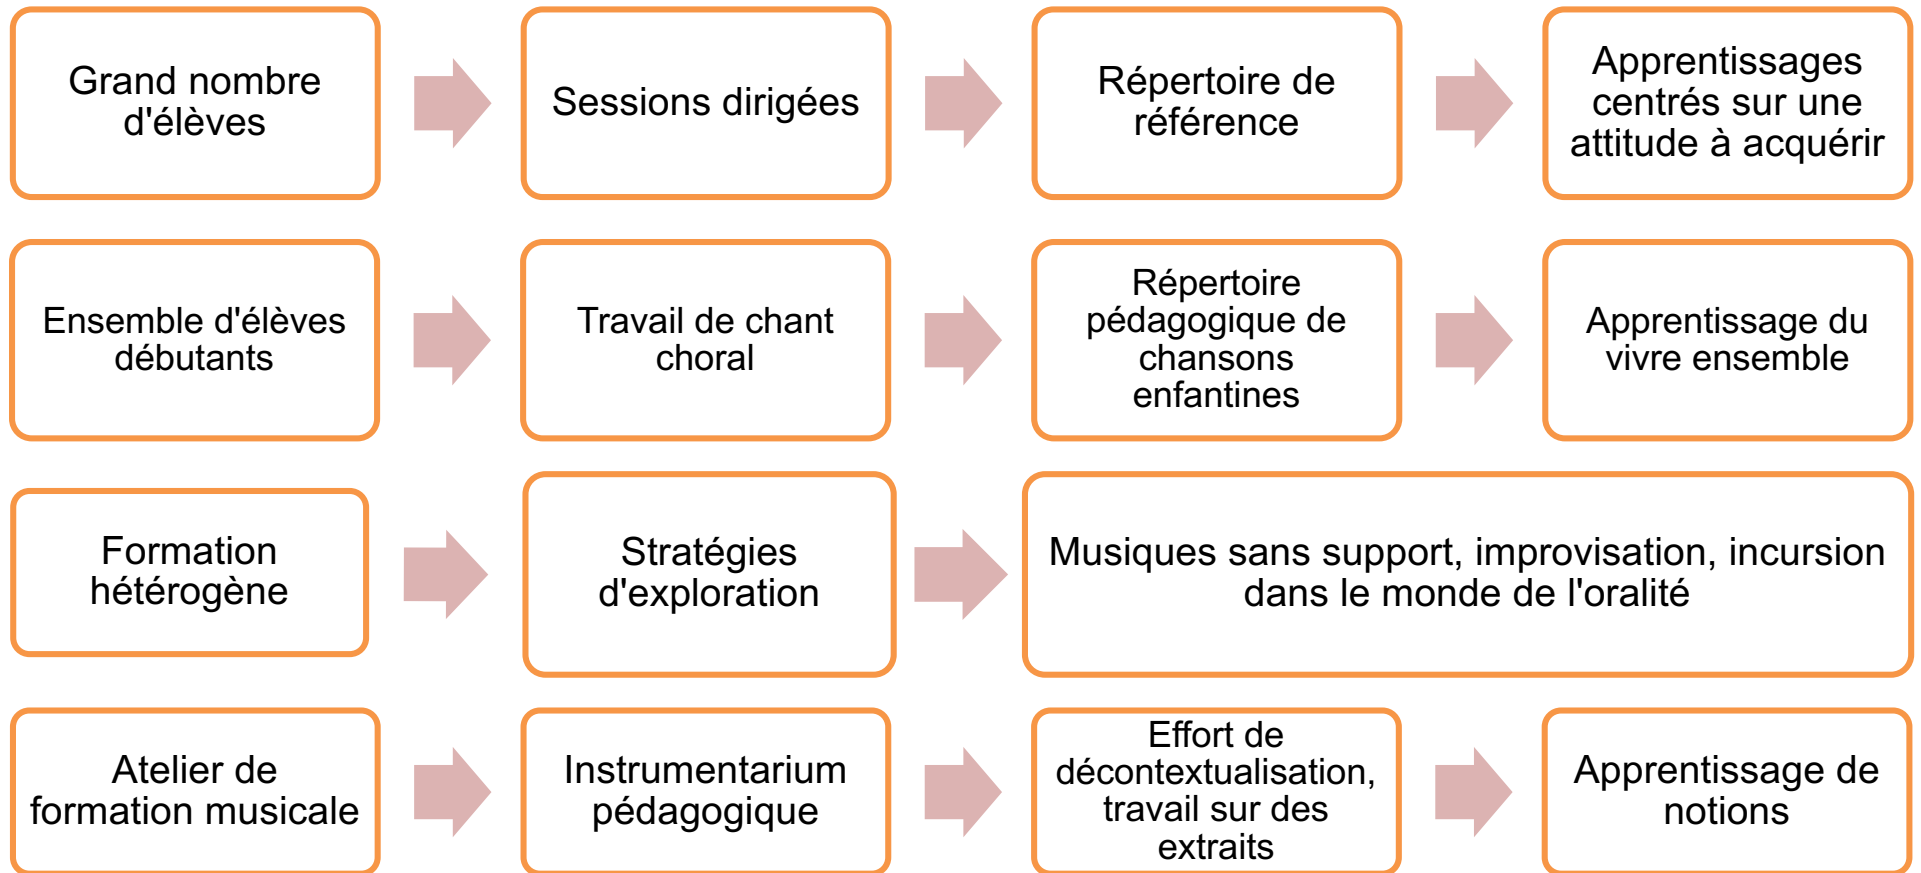 Grand nombre
d'élèves
Sessions dirigées
Répertoire de
référence
Apprentissages
centrés sur une
attitude à acquérir
Ensemble d'élèves
débutants
Travail de chant
choral
Répertoire
pédagogique de
chansons
enfantines
Apprentissage du
vivre ensemble
Formation
hétérogène
Stratégies
d'exploration
Musiques sans support, improvisation, incursion
dans le monde de l'oralité
Atelier de
formation musicale
Instrumentarium
pédagogique
Effort de
décontextualisation,
travail sur des
extraits
Apprentissage de
notions